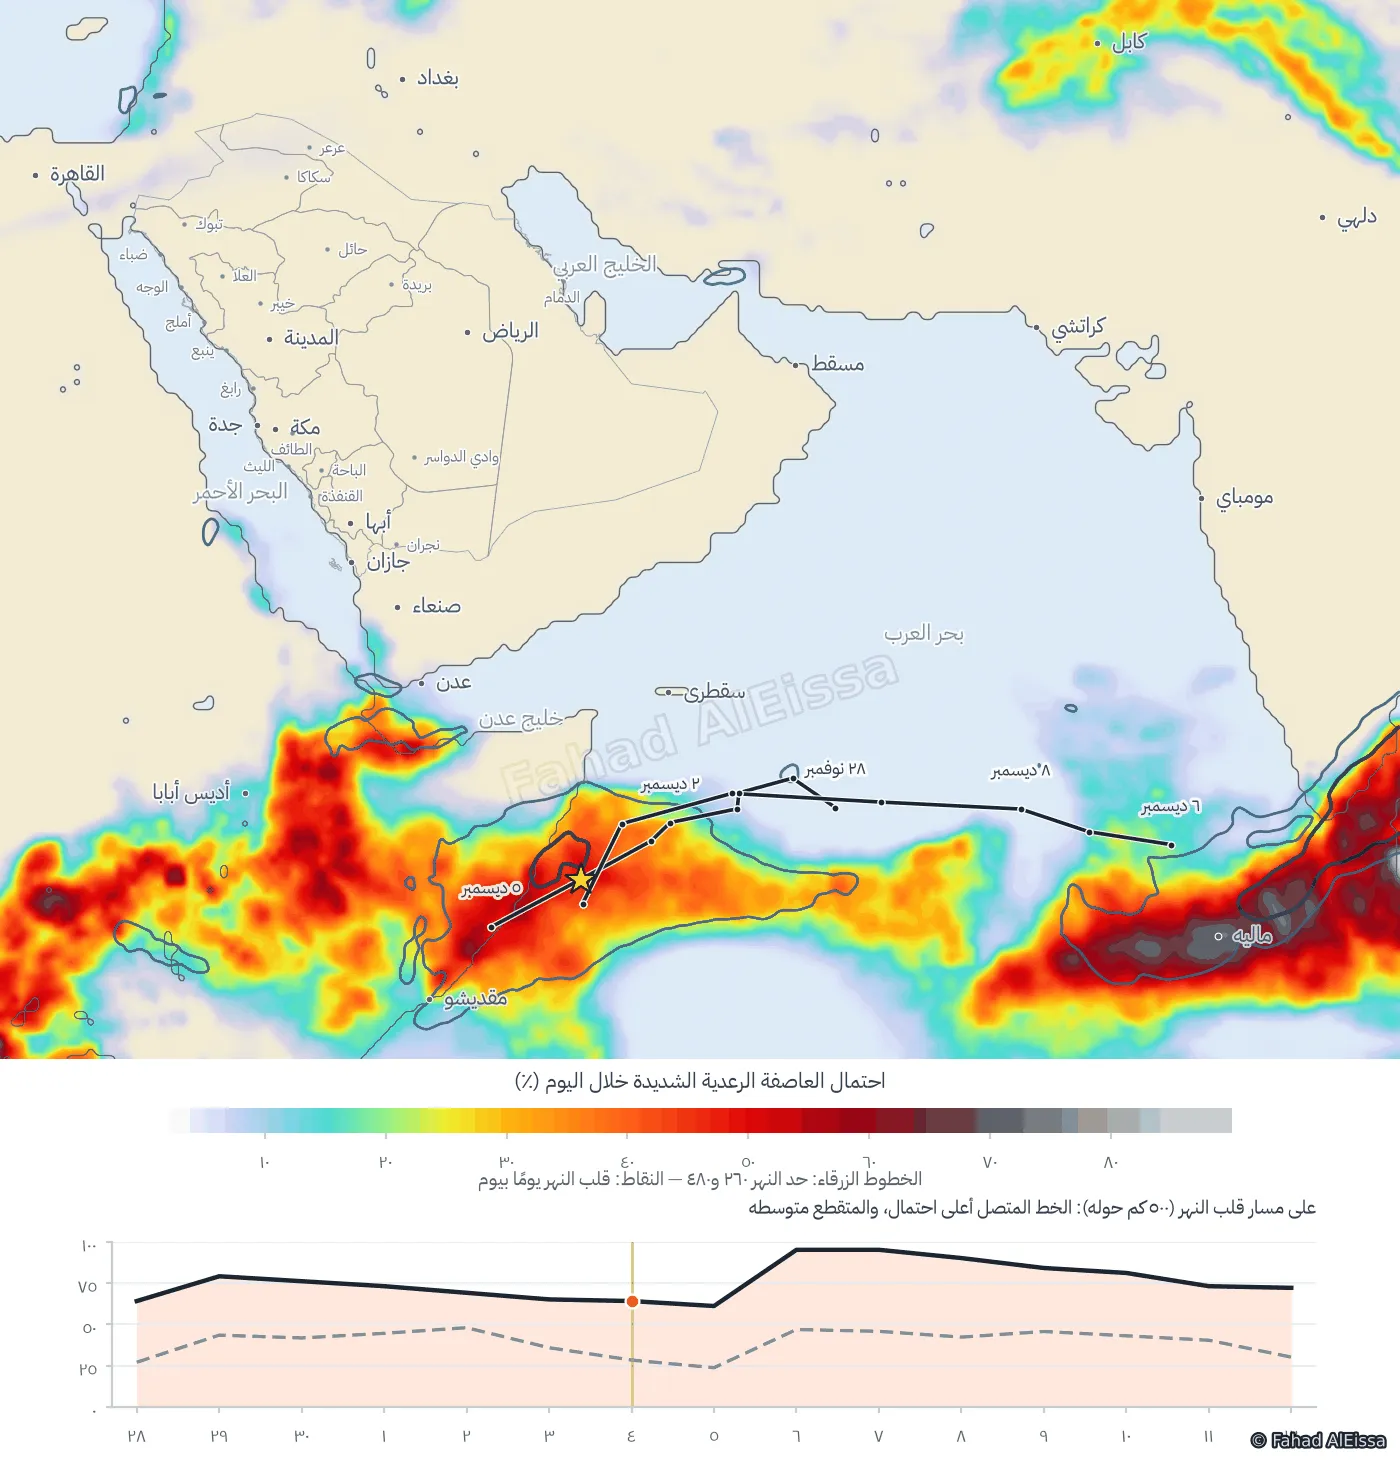 كابل
بغداد
عرعر
القاهرة
سكاكا
دلهي
تبوك
ضباء
حائل
الخليج العربي
العلا
الوجه
بريدة
الدمام
خيبر
أملج
كراتشي
المدينة
الرياض
ينبع
مسقط
رابغ
جدة
مكة
الطائف
وادي الدواسر
الليث
الباحة
البحر الأحمر
القنفذة
مومباي
أبها
نجران
جازان
صنعاء
بحر العرب
عدن
سقطرى
Fahad AlEissa
خليج عدن
٢٨ نوفمبر
٨ ديسمبر
٢ ديسمبر
أديس أبابا
٦ ديسمبر
٥ ديسمبر
ماليه
مقديشو
احتمال العاصفة الرعدية الشديدة خلال اليوم (٪)
١٠ ٢٠ ٣٠ ٤٠ ٥٠ ٦٠ ٧٠ ٨٠
الخطوط الزرقاء: حد النهر ٢٦٠ و٤٨٠ — النقاط: قلب النهر يومًا بيوم
على مسار قلب النهر (٥٠٠ كم حوله): الخط المتصل أعلى احتمال، والمتقطع متوسطه
١٠٠
٧٥
٥٠
٢٥
٠
٢٨ ٢٩ ٣٠ ١ ٢ ٣ ٤ ٥ ٦ ٧ ٨ ٩ ١٠ ١١
© Fahad AlEissa